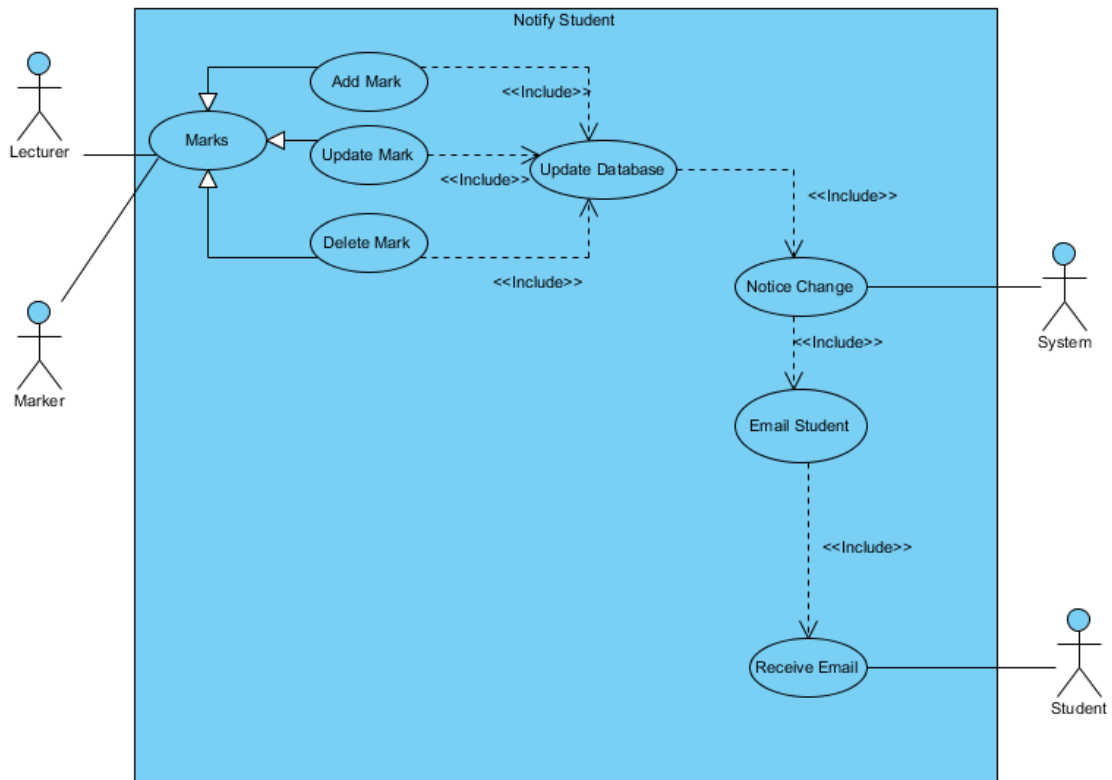 Notify Student
Add Mark
<<Include>>
Lecturer
Marks
Update Mark
<<Include>>
Update Database
Delete Mark
<<Include>>
<<Include>>
Notice Change
System
<<Include>>
Marker
Email Student
<<Include>>
Receive Email
Student